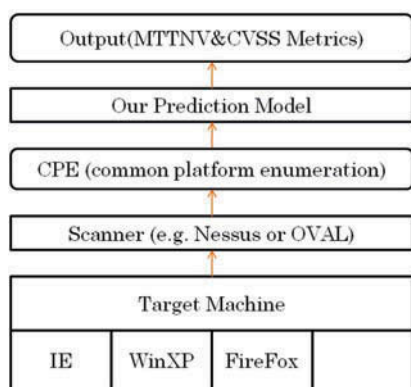 Output(MTTNV&CVSS Metrics)
Our Prediction Model
CPE (common platform enumeration)
Scanner (e.g. Nessus or OVAL)
Target Machine
IE
WinXP
FireFox